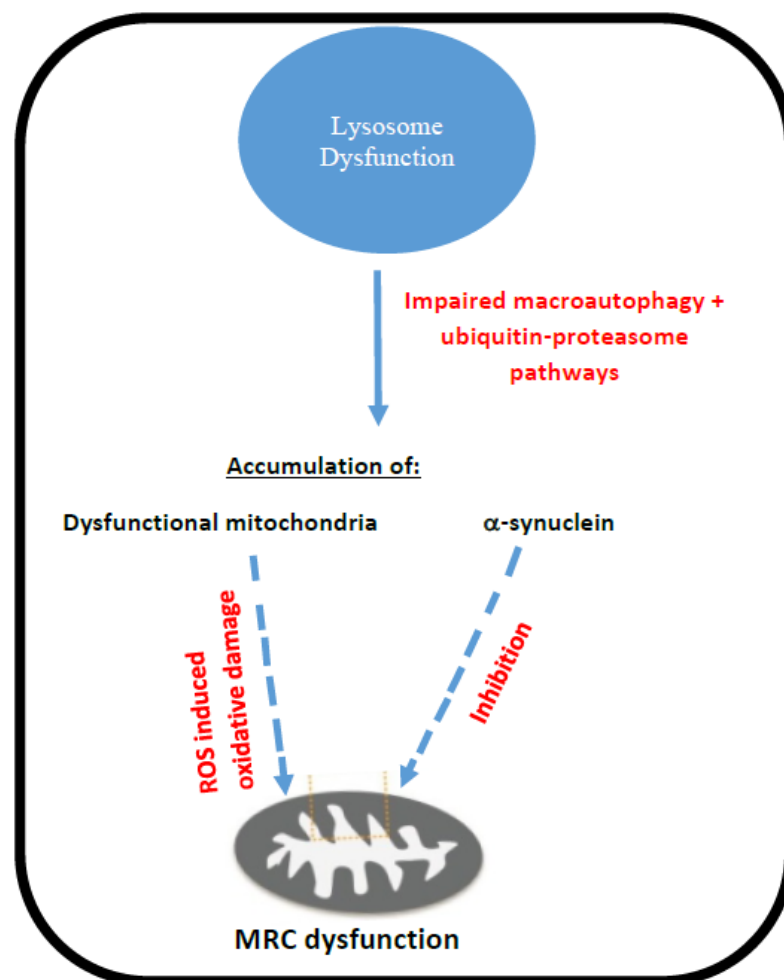 Lysosome
Dysfunction
Impaired macroautophagy +
ubiquitin-proteasome
pathways
Accumulation of:
Dysfunctional mitochondria
α-synuclein
ROS induced
oxidative damage
Inhibition
MRC dysfunction